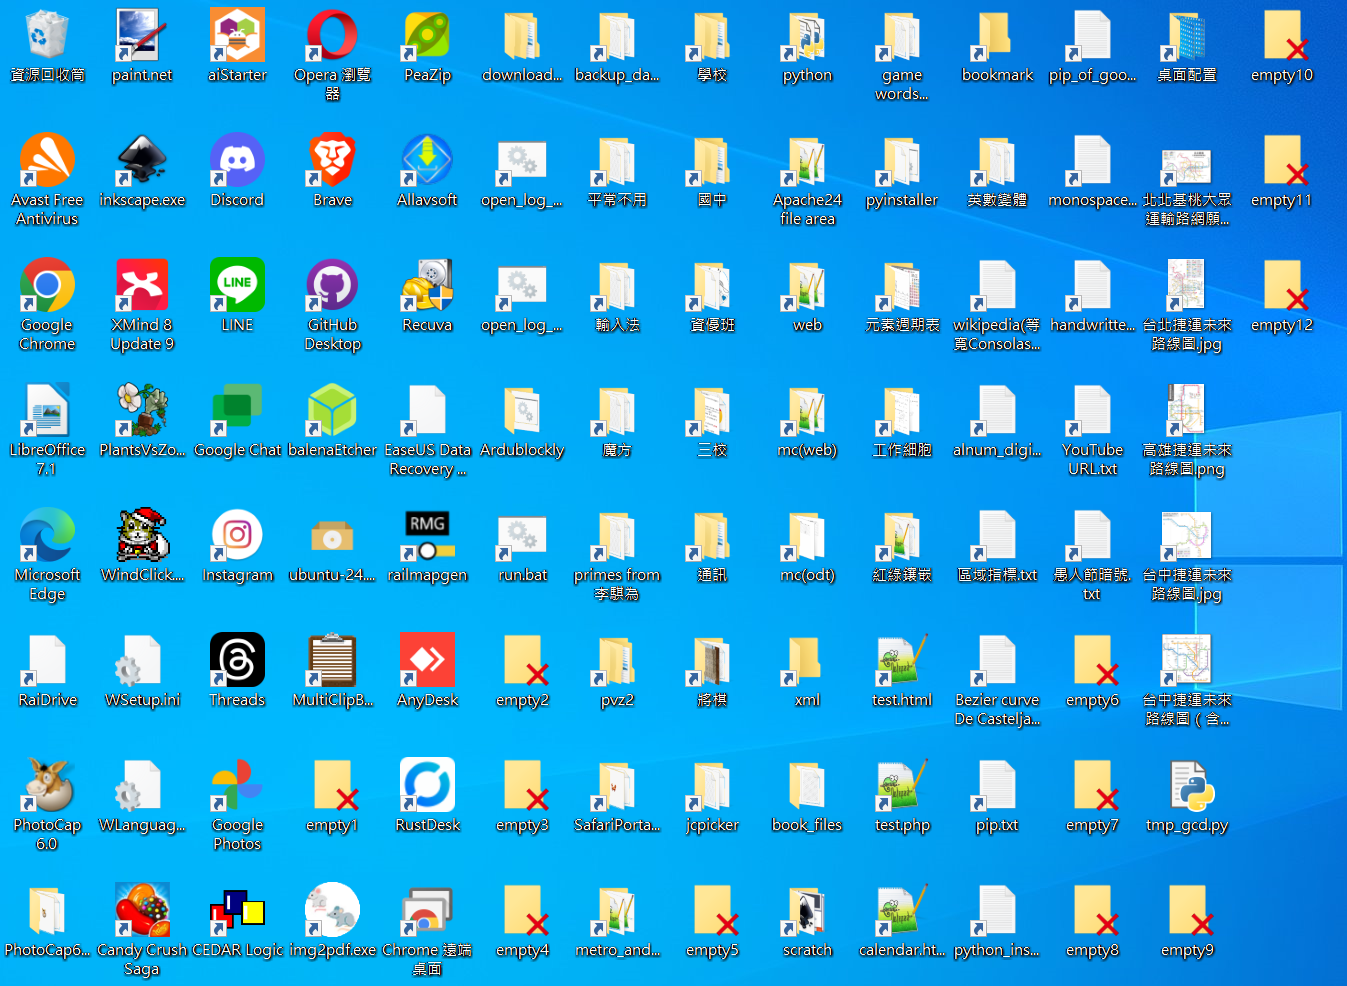 資源回收筒
paint.net
aiStarter
Opera 瀏覽
器
PeaZip
download...
backup_da...
學校
python
game
words...
bookmark
pip_of_goo...
桌面配置
empty10
Avast Free
Antivirus
inkscape.exe
Discord
Brave
Allavsoft
open_log_...
平常不用
國中
Apache24
file area
pyinstaller
英數變體
monospace...
北北基桃大眾
運輸路網願...
empty11
Google
Chrome
XMind 8
Update 9
LINE
LINE
GitHub
Desktop
Recuva
open_log_...
輸入法
資優班
web
元素週期表
wikipedia(等
寬Consolas...
handwritte...
台北捷運未來
路線圖.jpg
empty12
LibreOffice
7.1
PlantsVsZo...
Google Chat
balenaEtcher
EaseUS Data
Recovery ...
Ardublockly
魔方
三校
mc(web)
工作細胞
alnum_digi...
YouTube
URL.txt
高雄捷運未來
路線圖.png
Microsoft
Edge
WindClick...
Instagram
ubuntu-24....
RMG
railmapgen
run.bat
primes from
李騏為
通訊
mc(odt)
紅綠鑲嵌
區域指標.txt
愚人節暗號.
txt
台中捷運未來
路線圖.jpg
RaiDrive
WSetup.ini
Threads
MultiClipB...
AnyDesk
empty2
pvz2
將棋
xml
test.html
Bezier curve
De Castelja...
empty6
台中捷運未來
路線圖（含...
PhotoCap
6.0
WLanguag...
Google
Photos
empty1
RustDesk
empty3
SafariPorta...
jcpicker
book_files
test.php
pip.txt
empty7
tmp_gcd.py
PhotoCap6...
Candy Crush
Saga
CEDAR Logic
img2pdf.exe
Chrome 遠端
桌面
empty4
metro_and...
empty5
scratch
calendar.ht...
python_ins...
empty8
empty9